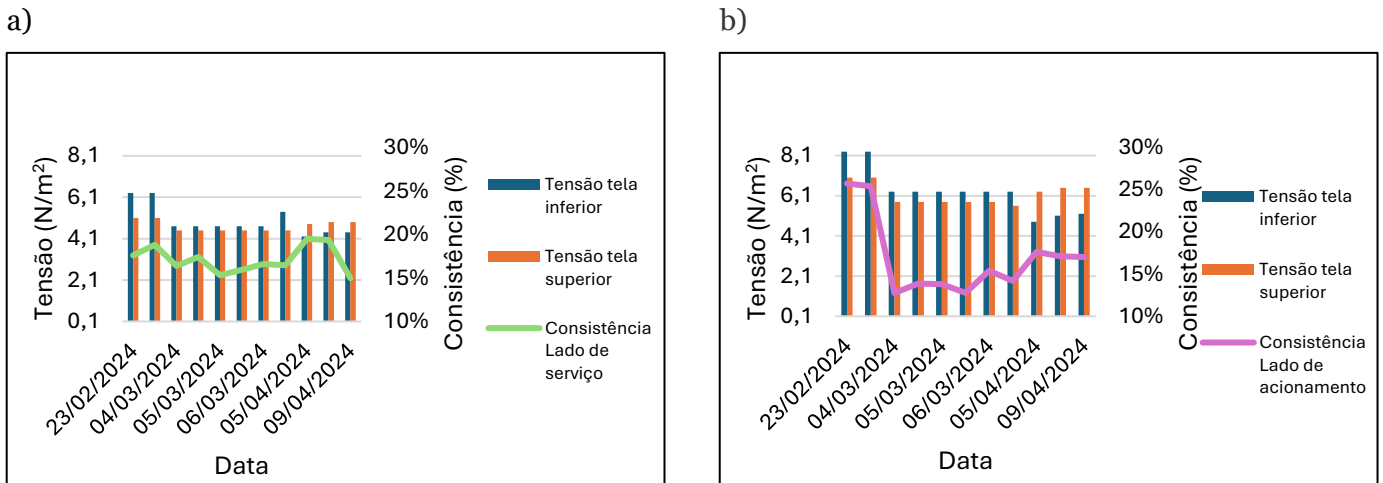 a)
Tensão (N/m²)
8,1
6,1
4,1
2,1
0,1
30%
25%
20%
15%
10%
Consistência (%)
23/02/2024
04/03/2024
05/03/2024
06/03/2024
05/04/2024
09/04/2024
Data
Tensão tela
inferior
Tensão tela
superior
Consistência
Lado de
serviço
b)
Tensão (N/m²)
8,1
6,1
4,1
2,1
0,1
30%
25%
20%
15%
10%
Consistência (%)
23/02/2024
04/03/2024
05/03/2024
06/03/2024
05/04/2024
09/04/2024
Data
Tensão tela
inferior
Tensão tela
superior
Consistência
Lado de
acionamento